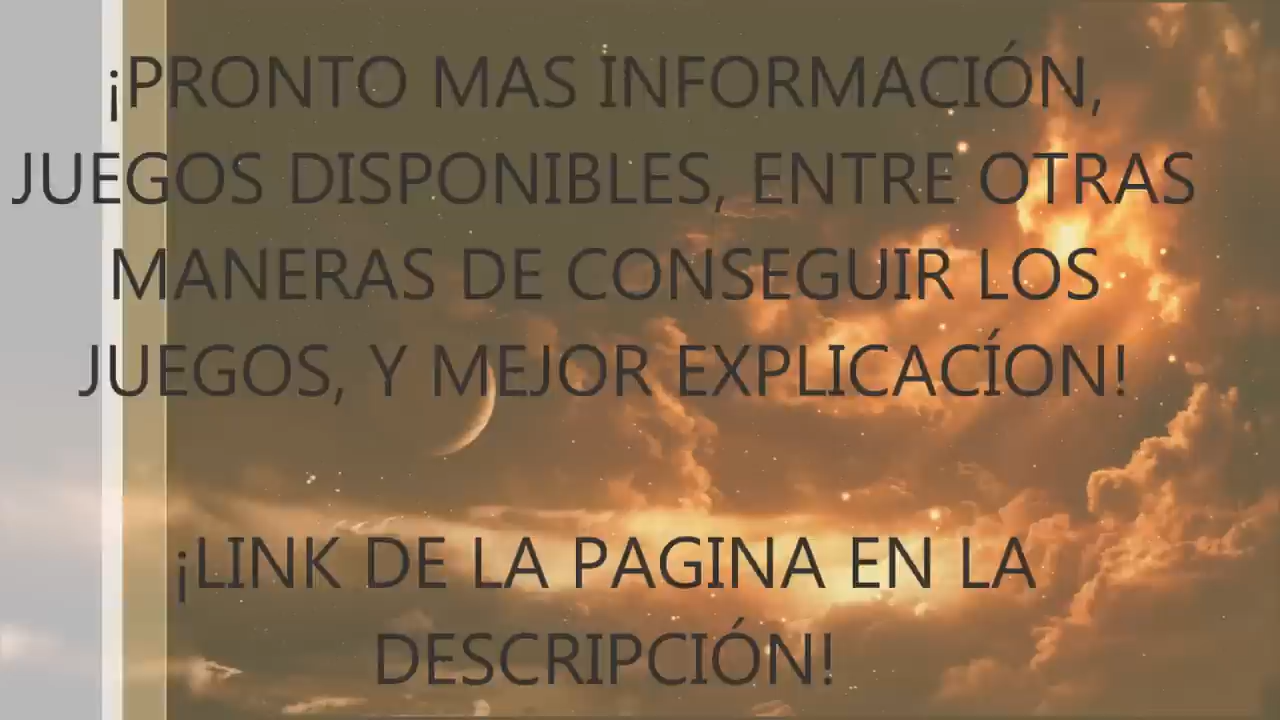 ¡PRONTO MAS INFORMACIÓN,
JUEGOS DISPONIBLES, ENTRE OTRAS
MANERAS DE CONSEGUIR LOS
JUEGOS, Y MEJOR EXPLICACÍON!
¡LINK DE LA PAGINA EN LA
DESCRIPCIÓN!